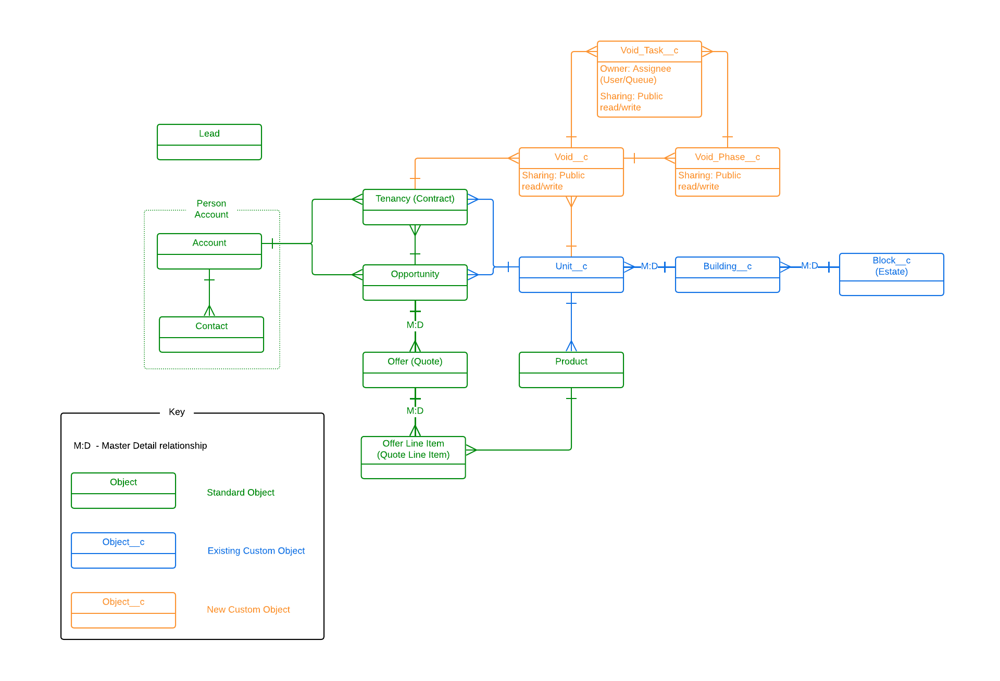 Void_Task__c
Owner: Assignee
(User/Queue)
Sharing: Public
read/write
Lead
Void__c
Sharing: Public
read/write
Void_Phase__c
Sharing: Public
read/write
Person
Account
Tenancy (Contract)
Account
Opportunity
Unit__c
M:D
Building__c
M:D
Block__c
(Estate)
Contact
M:D
Offer (Quote)
Product
M:D
Offer Line Item
(Quote Line Item)
Key
M:D - Master Detail relationship
Object
Standard Object
Object__c
Existing Custom Object
Object__c
New Custom Object